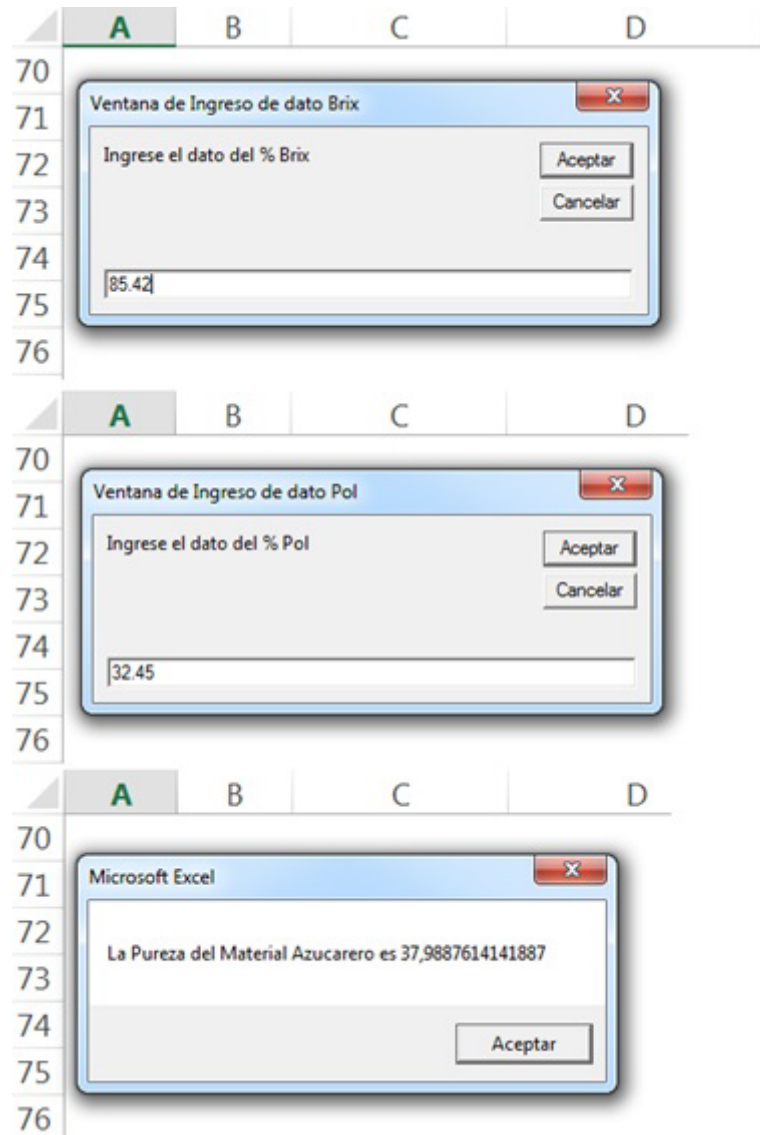 A B C D
70
Ventana de Ingreso de dato Brix
71
72 Ingrese el dato del % Brix Aceptar
73 Cancelar
74
85.42
75
76
A B C D
70
Ventana de Ingreso de dato Pol
71
72 Ingrese el dato del % Pol Aceptar
73 Cancelar
74
32.45
75
76
A B C D
70
71 Microsoft Excel
72 La Pureza del Material Azucarero es 37,9887614141887
73
74 Aceptar
75
76